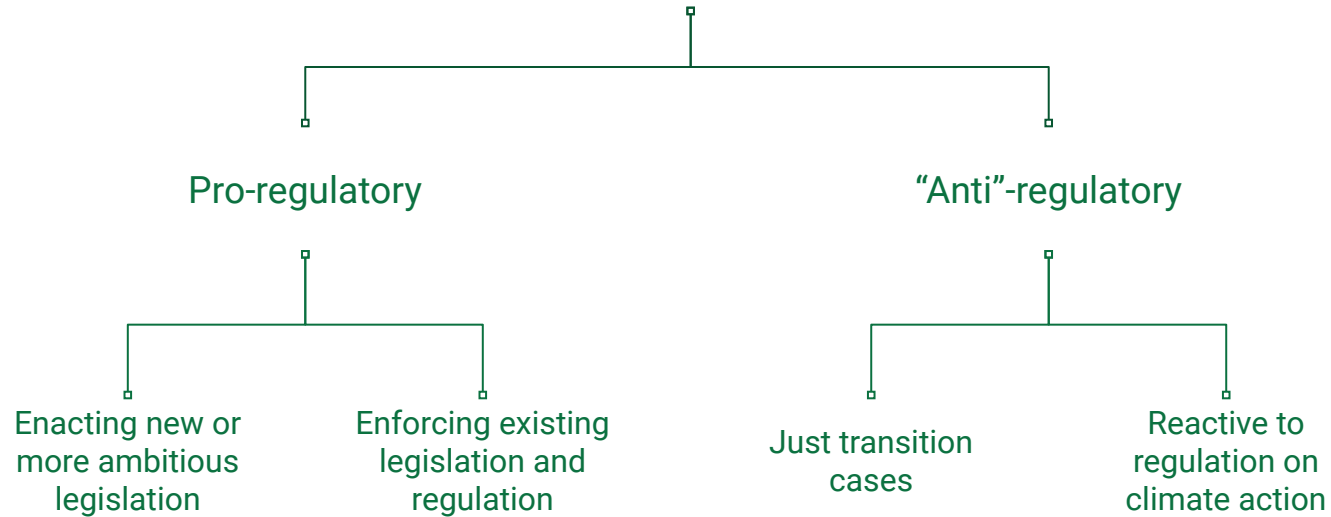 Pro-regulatory
“Anti”-regulatory
Enacting new or
more ambitious
legislation
Enforcing existing
legislation and
regulation
Just transition
cases
Reactive to
regulation on
climate action